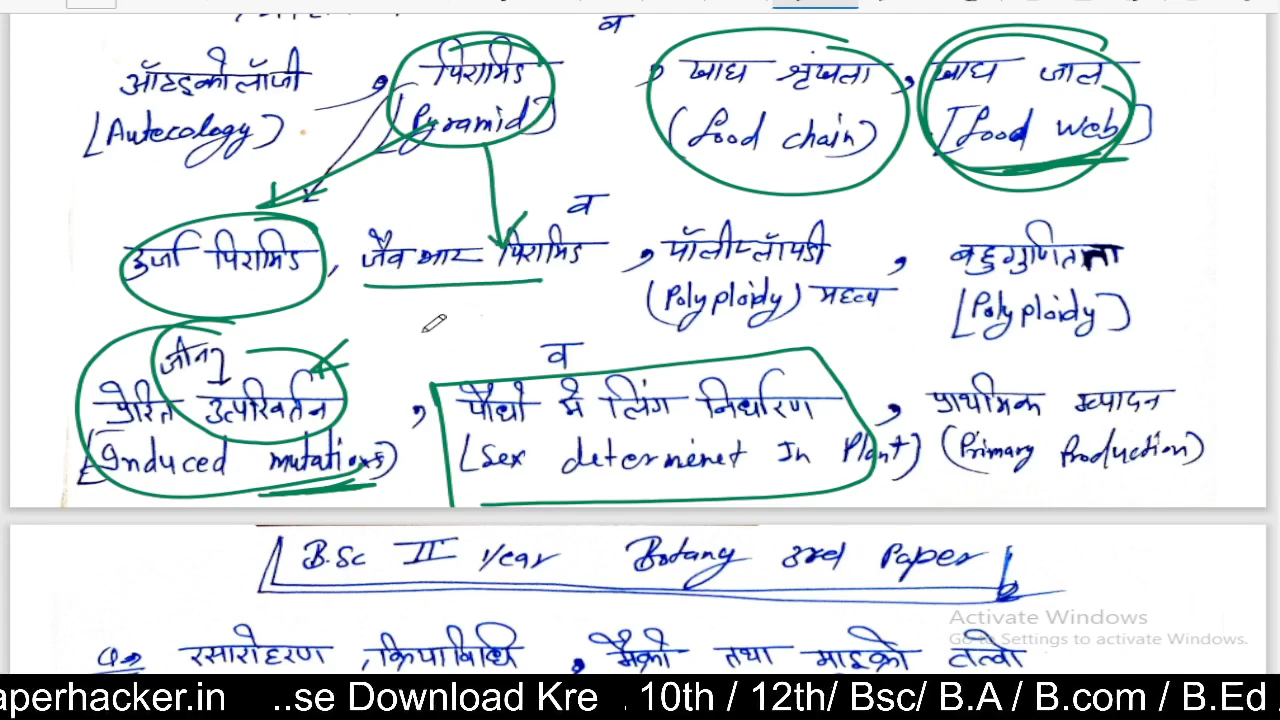 व
ऑटइकोलॉजी , पिरामिड , खाद्य श्रृंखला , खाद्य जाल
[Autecology) [Pyramid] (food chain) [food web]
व
उर्जा पिरामिड , जैव भार पिरामिड , पॉलीप्लॉयडी , बहुगुणितता
(Polyploidy) महत्व [Polyploidy]
जीन
व
प्रेरित उत्परिवर्तन , पौधों में लिंग निर्धारण , प्राथमिक उत्पादन
[Induced mutations) [Sex determenet In Plant] (Primary Production)
B.Sc II year Botany 3rd Paper
Q→ रसारोहरण , क्रियाविधि , मैक्रो तथा माइक्रो तत्वो
Activate Windows
Go to Settings to activate Windows.
aperhacker.in ..se Download Kre . 10th / 12th/ Bsc/ B.A / B.com / B.Ed